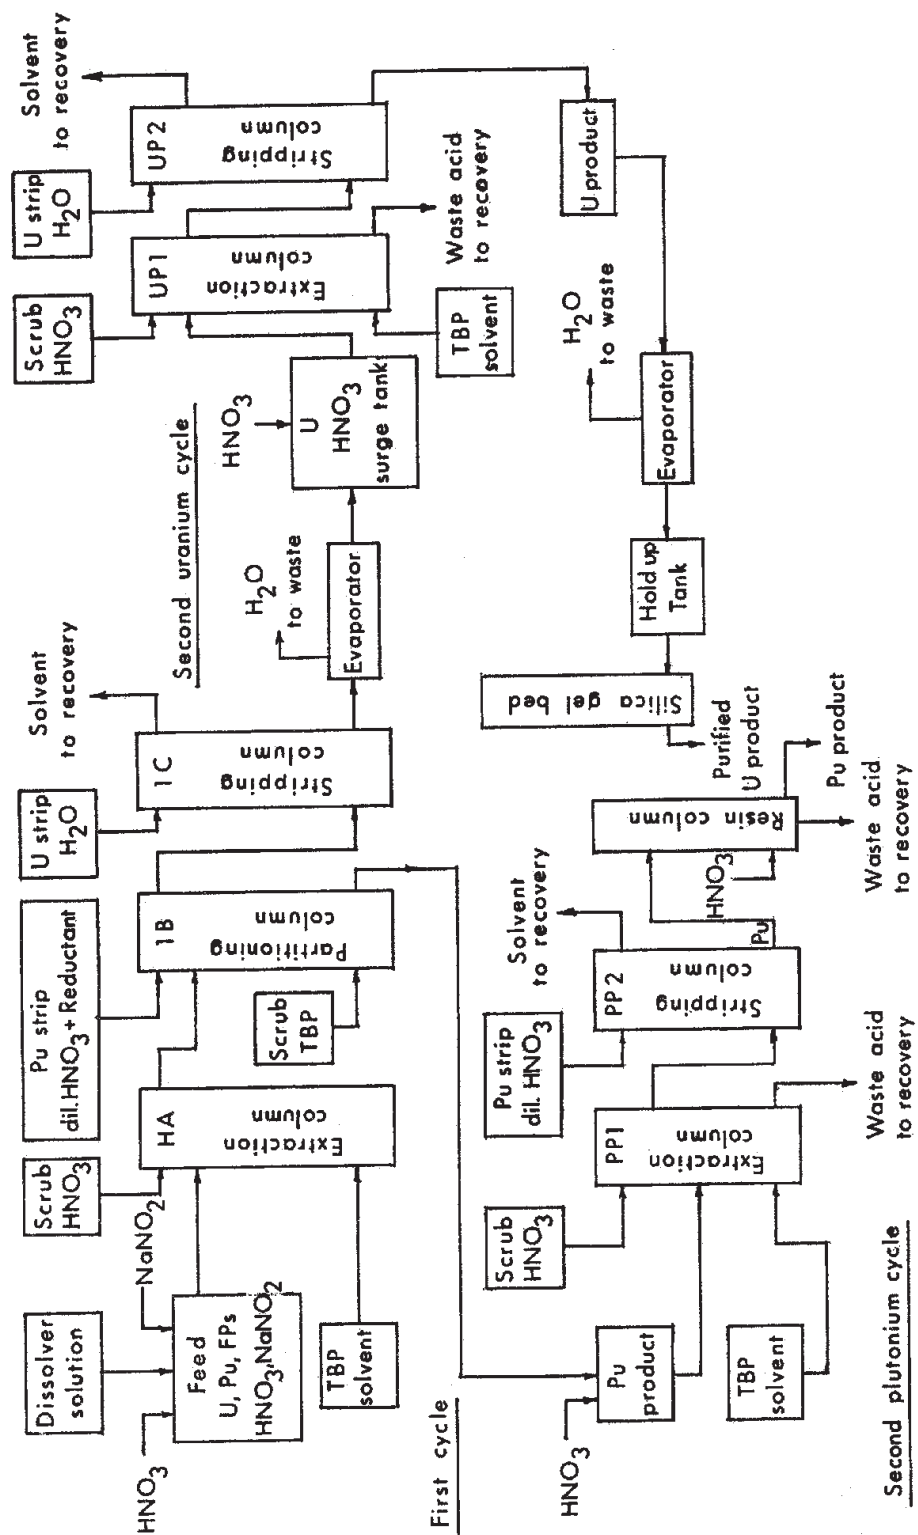 Dissolver
solution
HNO3
NaNO2
Feed
U, Pu, FPs
HNO3, NaNO2
TBP
solvent
Scrub
HNO3
HA
Extraction
column
Pu strip
dil. HNO3 + Reductant
Scrub
TBP
1B
Partitioning
column
U strip
H2O
1C
Stripping
column
Solvent
to recovery
H2O
to waste
Evaporator
Second uranium cycle
HNO3
U
HNO3
surge tank
Scrub
HNO3
TBP
solvent
UP1
Extraction
column
Waste acid
to recovery
U strip
H2O
UP2
Stripping
column
Solvent
to recovery
U product
H2O
to waste
Evaporator
Hold up
Tank
Silica gel bed
Purified
U product
First cycle
HNO3
Pu
product
TBP
solvent
Scrub
HNO3
PP1
Extraction
column
Waste acid
to recovery
Pu strip
dil. HNO3
PP2
Stripping
column
Solvent
to recovery
Pu
HNO3
Resin column
Pu product
Waste acid
to recovery
Second plutonium cycle